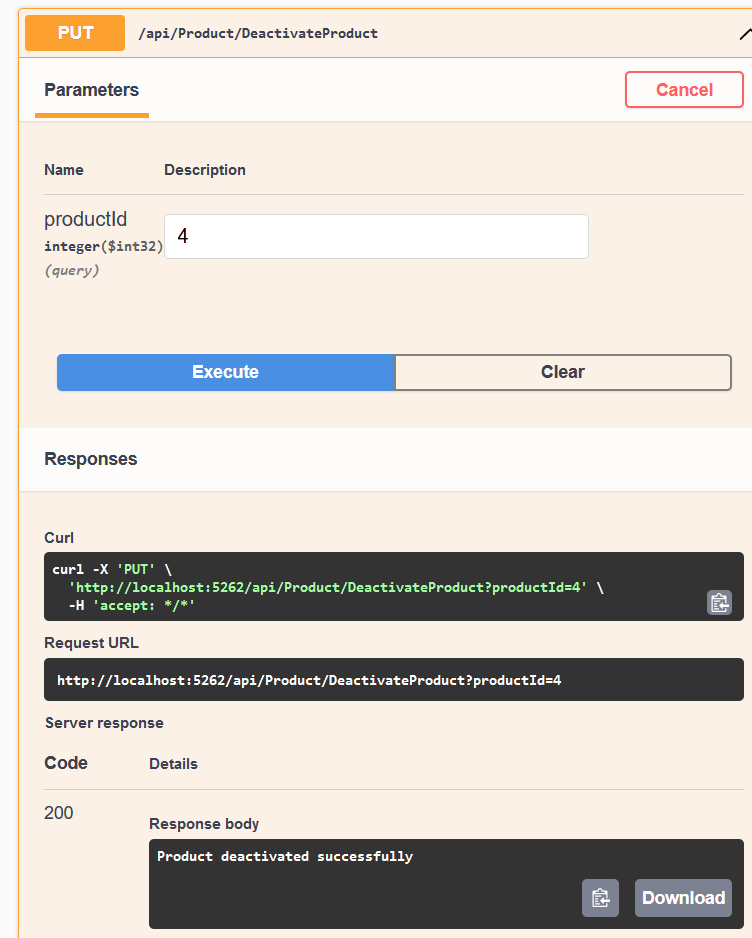 PUT /api/Product/DeactivateProduct
Parameters
Cancel
Name Description
productId
integer($int32)
(query)
4
Execute Clear
Responses
Curl
curl -X 'PUT' \
'http://localhost:5262/api/Product/DeactivateProduct?productId=4' \
-H 'accept: */*'
Request URL
http://localhost:5262/api/Product/DeactivateProduct?productId=4
Server response
Code Details
200
Response body
Product deactivated successfully
Download